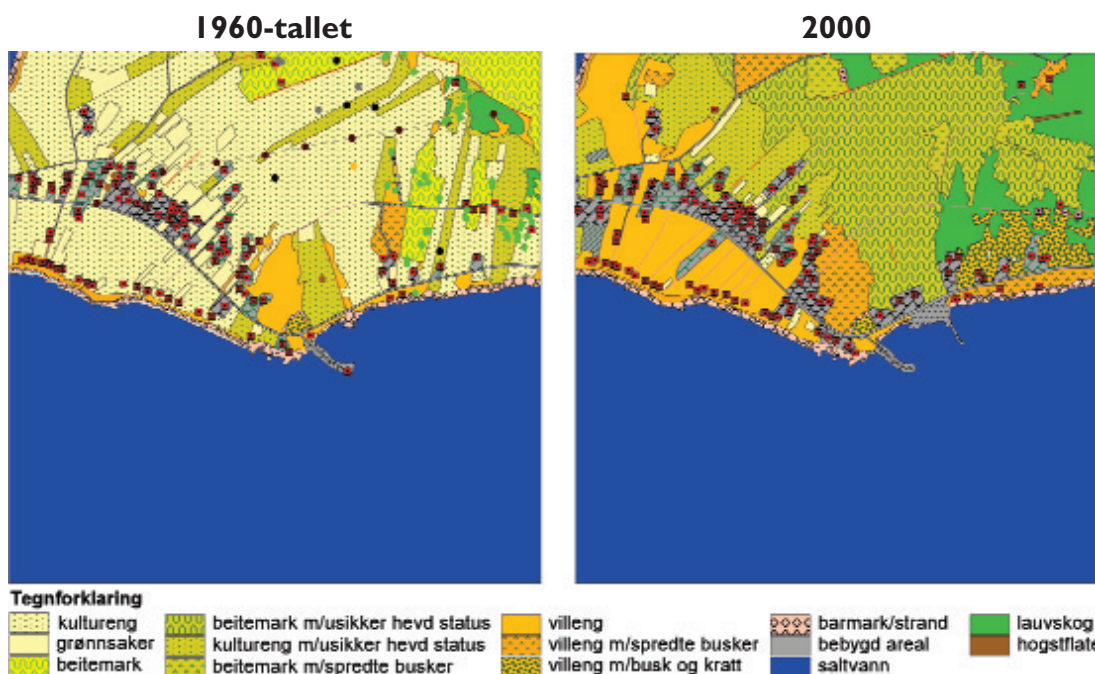 1960-tallet 2000
Tegnforklaring
kultureng beitemark m/usikker hevd status villeng barmark/strand lauvskog
grønnsaker kultureng m/usikker hevd status villeng m/spredte busker bebygd areal hogstflate
beitemark beitemark m/spredte busker villeng m/busk og kratt saltvann